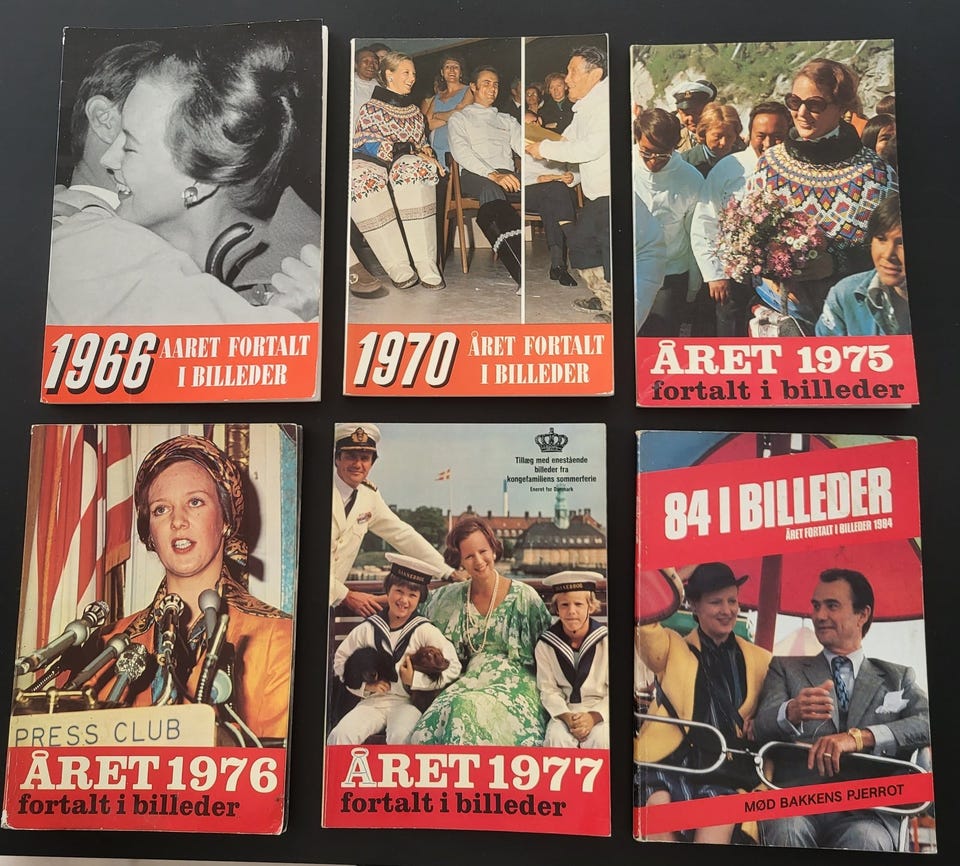 1966 AARET FORTALT
I BILLEDER
1970 ÅRET FORTALT
I BILLEDER
ÅRET 1975
fortalt i billeder
PRESS CLUB
ÅRET 1976
fortalt i billeder
Tillæg med enestående
billeder fra
kongefamiliens sommerferie
Eneret for Danmark
DANNEBROG
DANNEBROG
ÅRET 1977
fortalt i billeder
84 I BILLEDER
ÅRET FORTALT I BILLEDER 1984
MØD BAKKENS PJERROT